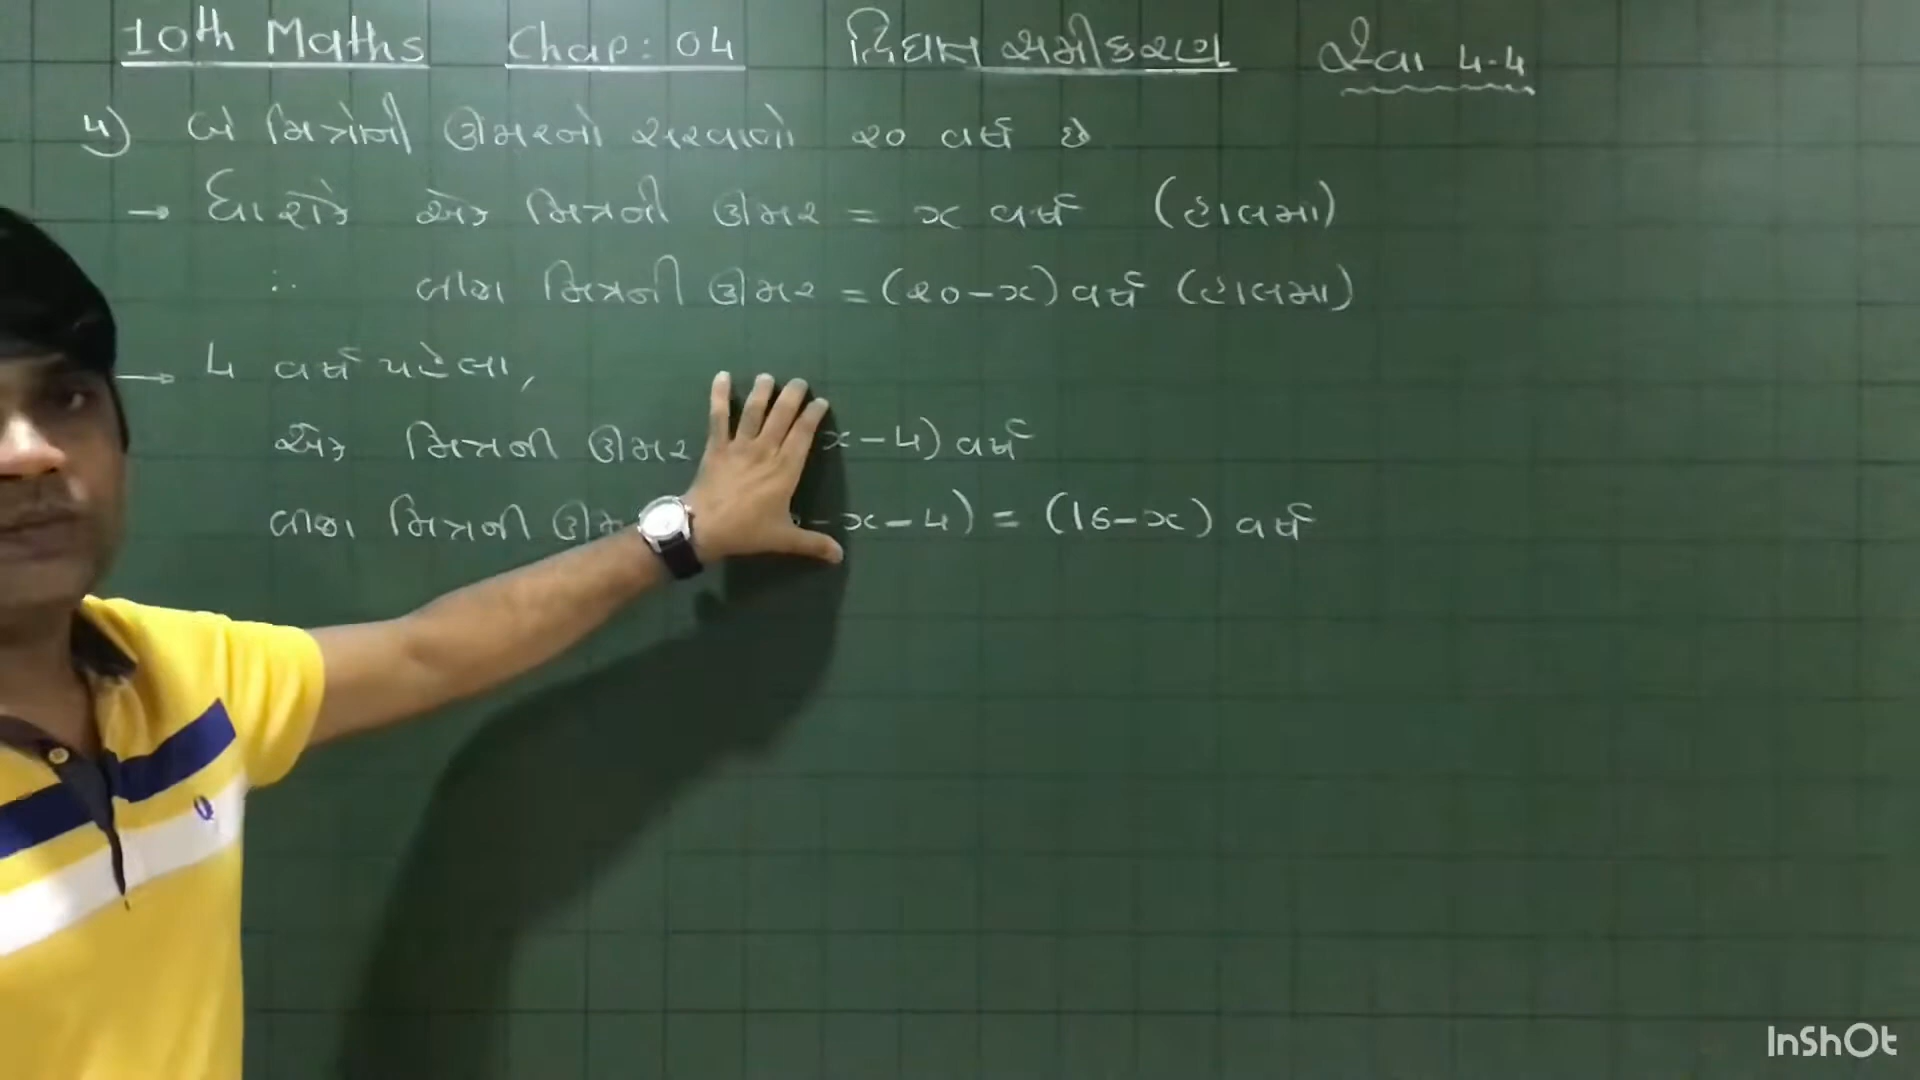 10th Maths Chap: 04 દ્વિઘાત સમીકરણ સ્વા 4.4
૫) બે મિત્રોની ઊંમરનો સરવાળો ૨૦ વર્ષ છે
→ ધારોકે એક મિત્રની ઊંમર = x વર્ષ (હાલમા)
∴ બીજા મિત્રની ઊંમર = (૨૦-x) વર્ષ (હાલમા)
→ 4 વર્ષ પહેલા,
એક મિત્રની ઊંમર x-4) વર્ષ
બીજા મિત્રની ઊંમ -x-4) = (16-x) વર્ષ
InShOt